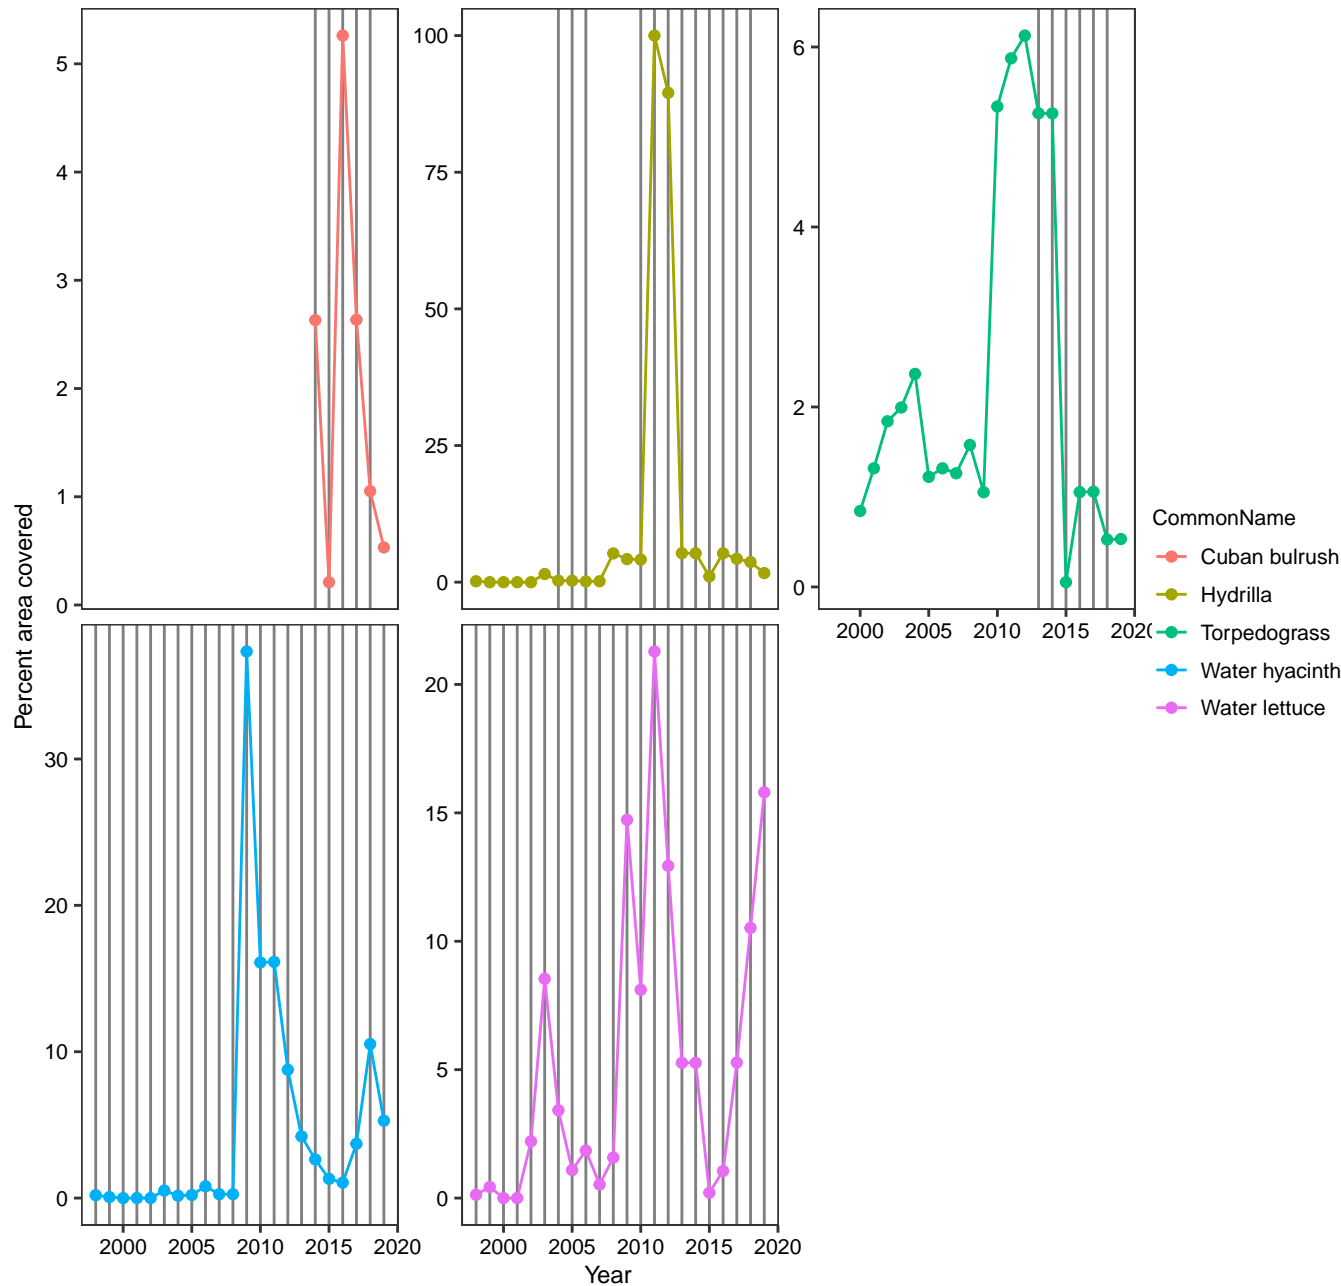 Percent area covered
5
4
3
2
1
0
100
75
50
25
0
6
4
2
0
2000 2005 2010 2015 2020
30
20
10
0
2000 2005 2010 2015 2020
20
15
10
5
0
2000 2005 2010 2015 2020
Year
CommonName
Cuban bulrush
Hydrilla
Torpedograss
Water hyacinth
Water lettuce